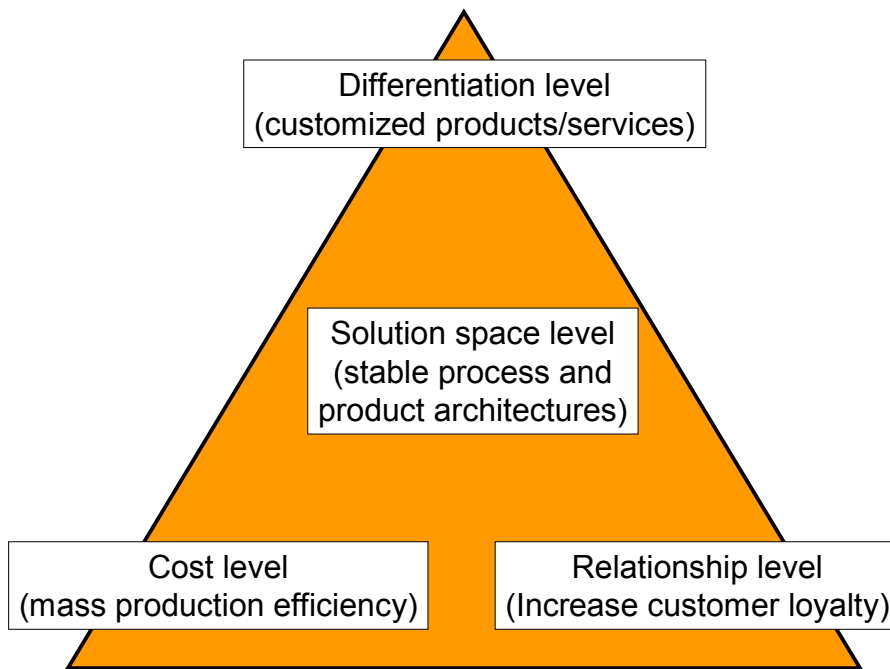 Differentiation level
(customized products/services)
Solution space level
(stable process and
product architectures)
Cost level
(mass production efficiency)
Relationship level
(Increase customer loyalty)